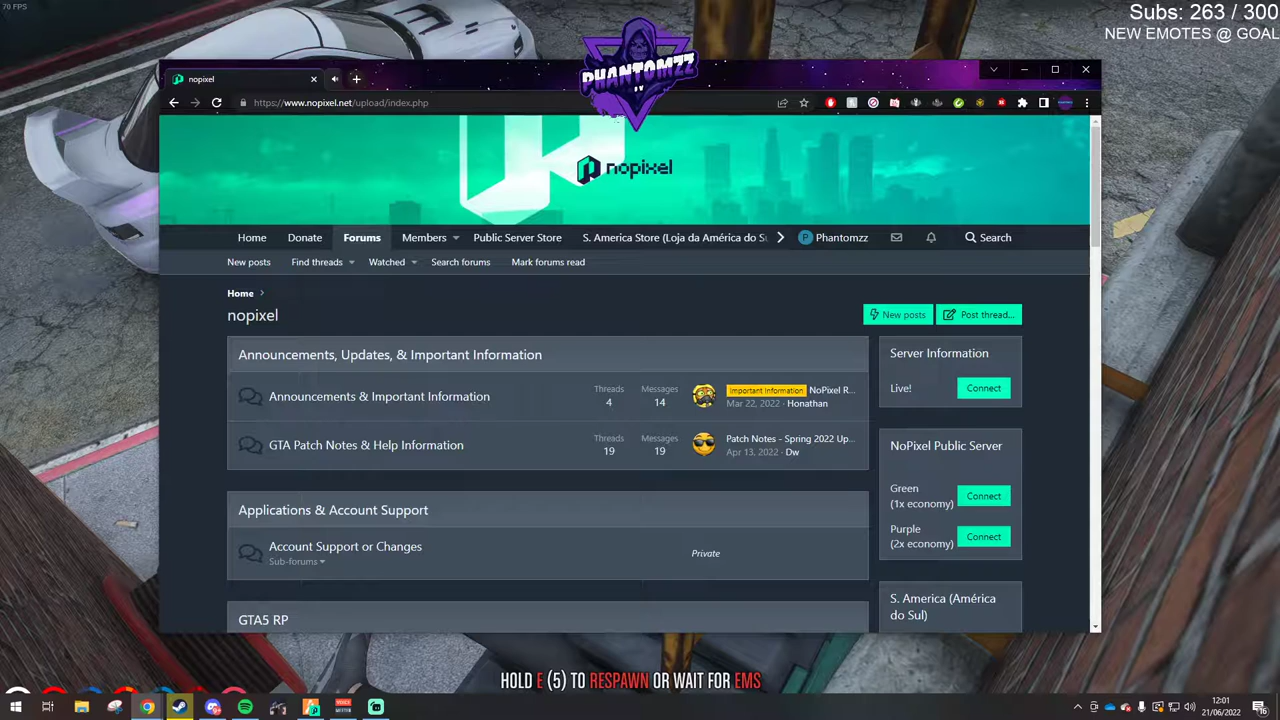 70 FPS
Subs: 263 / 300
NEW EMOTES @ GOAL
PHANTOMZZ
TV
nopixel
https://www.nopixel.net/upload/index.php
nopixel
Home Donate Forums Members Public Server Store S. America Store (Loja da América do Su Phantomzz Search
New posts Find threads Watched Search forums Mark forums read
Home
nopixel
New posts Post thread...
Announcements, Updates, & Important Information
Announcements & Important Information
Threads
4
Messages
14
Important Information NoPixel R...
Mar 22, 2022 · Honathan
GTA Patch Notes & Help Information
Threads
19
Messages
19
Patch Notes - Spring 2022 Up...
Apr 13, 2022 · Dw
Applications & Account Support
Account Support or Changes
Sub-forums
Private
GTA5 RP
Server Information
Live! Connect
NoPixel Public Server
Green
(1x economy) Connect
Purple
(2x economy) Connect
S. America (América
do Sul)
HOLD E (5) TO RESPAWN OR WAIT FOR EMS
12:01
21/06/2022